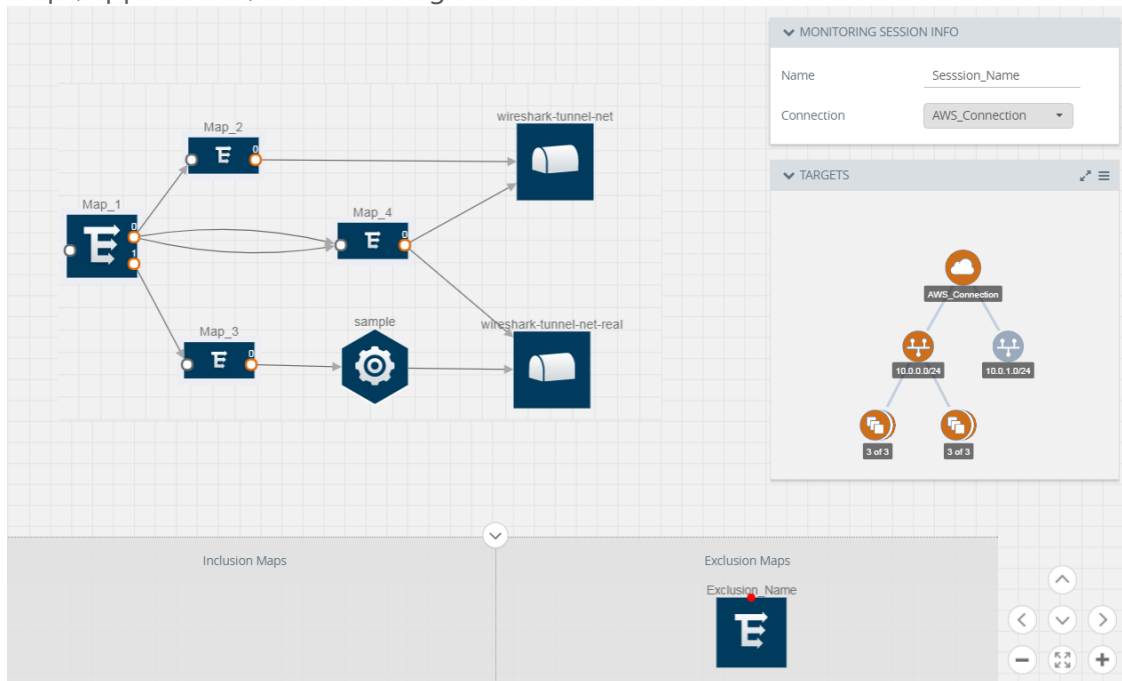 MONITORING SESSION INFO
Name Sesssion_Name
Connection AWS_Connection
TARGETS
AWS_Connection
10.0.0.0/24 10.0.1.0/24
3 of 3 3 of 3
wireshark-tunnel-net
Map_2
0
Map_1
0
1
Map_4
0
sample
wireshark-tunnel-net-real
Map_3
0
Inclusion Maps
Exclusion Maps
Exclusion_Name